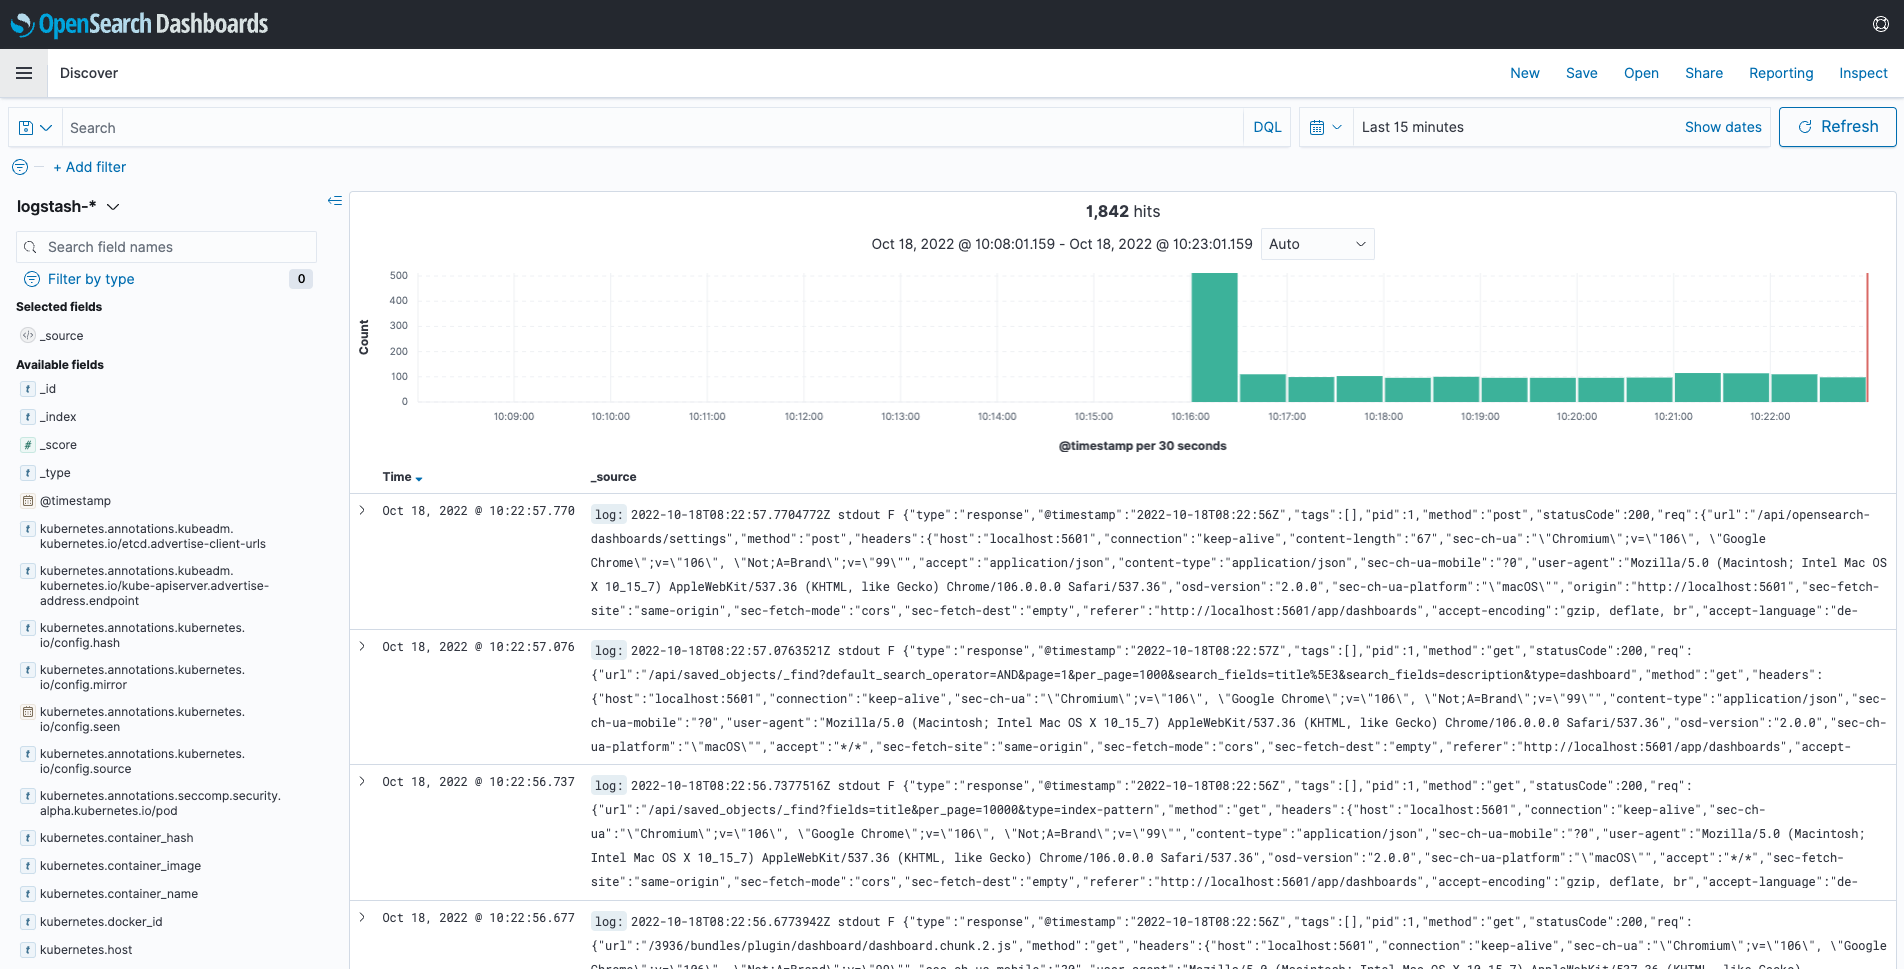 OpenSearch Dashboards
Discover
New Save Open Share Reporting Inspect
Search
DQL
Last 15 minutes
Show dates
Refresh
+ Add filter
logstash-*
Search field names
Filter by type 0
Selected fields
_source
Available fields
_id
_index
_score
_type
@timestamp
kubernetes.annotations.kubeadm.
kubernetes.io/etcd.advertise-client-urls
kubernetes.annotations.kubeadm.
kubernetes.io/kube-apiserver.advertise-
address.endpoint
kubernetes.annotations.kubernetes.
io/config.hash
kubernetes.annotations.kubernetes.
io/config.mirror
kubernetes.annotations.kubernetes.
io/config.seen
kubernetes.annotations.kubernetes.
io/config.source
kubernetes.annotations.seccomp.security.
alpha.kubernetes.io/pod
kubernetes.container_hash
kubernetes.container_image
kubernetes.container_name
kubernetes.docker_id
kubernetes.host
1,842 hits
Oct 18, 2022 @ 10:08:01.159 - Oct 18, 2022 @ 10:23:01.159 Auto
Count
500
400
300
200
100
0
10:09:00 10:10:00 10:11:00 10:12:00 10:13:00 10:14:00 10:15:00 10:16:00 10:17:00 10:18:00 10:19:00 10:20:00 10:21:00 10:22:00
@timestamp per 30 seconds
Time _source
Oct 18, 2022 @ 10:22:57.770
log: 2022-10-18T08:22:57.7704772Z stdout F {"type":"response","@timestamp":"2022-10-18T08:22:56Z","tags":[],"pid":1,"method":"post","statusCode":200,"req":{"url":"/api/opensearch-
dashboards/settings","method":"post","headers":{"host":"localhost:5601","connection":"keep-alive","content-length":"67","sec-ch-ua":"\"Chromium\";v=\"106\", \"Google
Chrome\";v=\"106\", \"Not;A=Brand\";v=\"99\"","accept":"application/json","content-type":"application/json","sec-ch-ua-mobile":"?0","user-agent":"Mozilla/5.0 (Macintosh; Intel Mac OS
X 10_15_7) AppleWebKit/537.36 (KHTML, like Gecko) Chrome/106.0.0.0 Safari/537.36","osd-version":"2.0.0","sec-ch-ua-platform":"\"macOS\"","origin":"http://localhost:5601","sec-fetch-
site":"same-origin","sec-fetch-mode":"cors","sec-fetch-dest":"empty","referer":"http://localhost:5601/app/dashboards","accept-encoding":"gzip, deflate, br","accept-language":"de-
Oct 18, 2022 @ 10:22:57.076
log: 2022-10-18T08:22:57.0763521Z stdout F {"type":"response","@timestamp":"2022-10-18T08:22:57Z","tags":[],"pid":1,"method":"get","statusCode":200,"req":
{"url":"/api/saved_objects/_find?default_search_operator=AND&page=1&per_page=1000&search_fields=title%5E3&search_fields=description&type=dashboard","method":"get","headers":
{"host":"localhost:5601","connection":"keep-alive","sec-ch-ua":"\"Chromium\";v=\"106\", \"Google Chrome\";v=\"106\", \"Not;A=Brand\";v=\"99\"","content-type":"application/json","sec-
ch-ua-mobile":"?0","user-agent":"Mozilla/5.0 (Macintosh; Intel Mac OS X 10_15_7) AppleWebKit/537.36 (KHTML, like Gecko) Chrome/106.0.0.0 Safari/537.36","osd-version":"2.0.0","sec-ch-
ua-platform":"\"macOS\"","accept":"*/*","sec-fetch-site":"same-origin","sec-fetch-mode":"cors","sec-fetch-dest":"empty","referer":"http://localhost:5601/app/dashboards","accept-
Oct 18, 2022 @ 10:22:56.737
log: 2022-10-18T08:22:56.7377516Z stdout F {"type":"response","@timestamp":"2022-10-18T08:22:56Z","tags":[],"pid":1,"method":"get","statusCode":200,"req":
{"url":"/api/saved_objects/_find?fields=title&per_page=10000&type=index-pattern","method":"get","headers":{"host":"localhost:5601","connection":"keep-alive","sec-ch-
ua":"\"Chromium\";v=\"106\", \"Google Chrome\";v=\"106\", \"Not;A=Brand\";v=\"99\"","content-type":"application/json","sec-ch-ua-mobile":"?0","user-agent":"Mozilla/5.0 (Macintosh;
Intel Mac OS X 10_15_7) AppleWebKit/537.36 (KHTML, like Gecko) Chrome/106.0.0.0 Safari/537.36","osd-version":"2.0.0","sec-ch-ua-platform":"\"macOS\"","accept":"*/*","sec-fetch-
site":"same-origin","sec-fetch-mode":"cors","sec-fetch-dest":"empty","referer":"http://localhost:5601/app/dashboards","accept-encoding":"gzip, deflate, br","accept-language":"de-
Oct 18, 2022 @ 10:22:56.677
log: 2022-10-18T08:22:56.6773942Z stdout F {"type":"response","@timestamp":"2022-10-18T08:22:56Z","tags":[],"pid":1,"method":"get","statusCode":200,"req":
{"url":"/3936/bundles/plugin/dashboard/dashboard.chunk.2.js","method":"get","headers":{"host":"localhost:5601","connection":"keep-alive","sec-ch-ua":"\"Chromium\";v=\"106\", \"Google